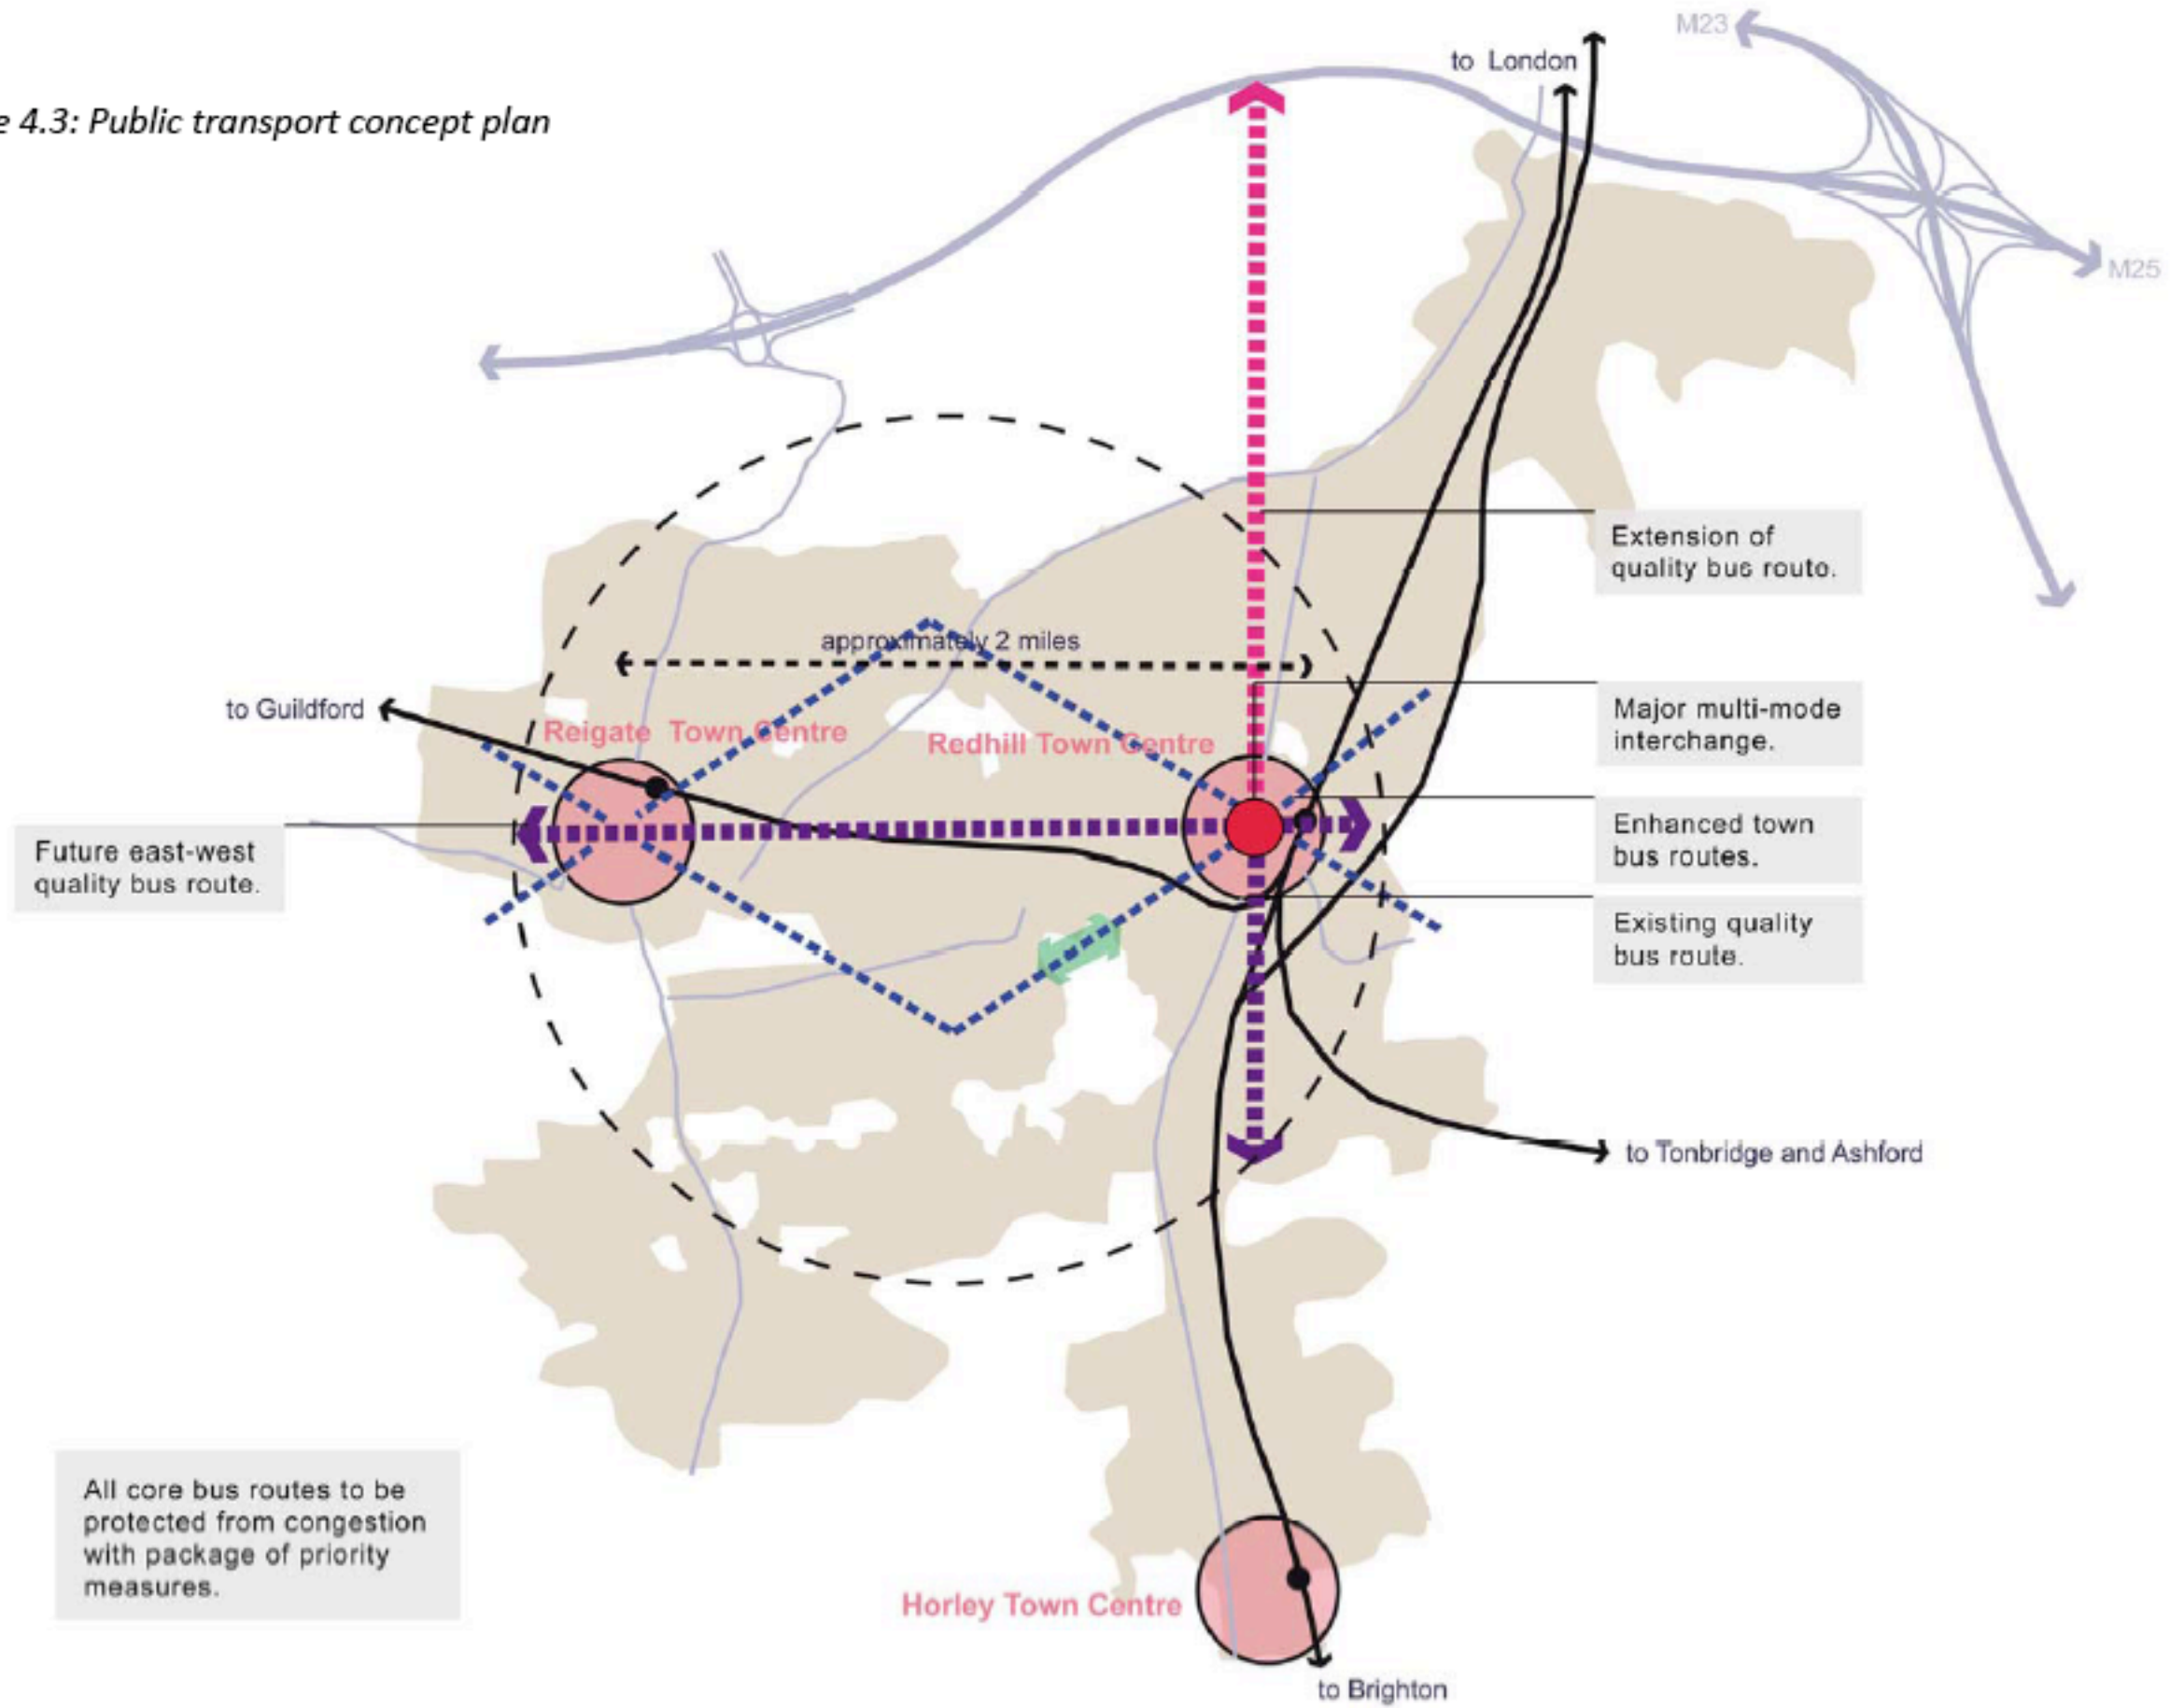 M23
to London
e 4.3: Public transport concept plan
M25
Extension of
quality bus route.
approximately 2 miles
to Guildford
Reigate Town Centre
Redhill Town Centre
Major multi-mode
interchange.
Enhanced town
bus routes.
Future east-west
quality bus route.
Existing quality
bus route.
to Tonbridge and Ashford
All core bus routes to be
protected from congestion
with package of priority
measures.
Horley Town Centre
to Brighton